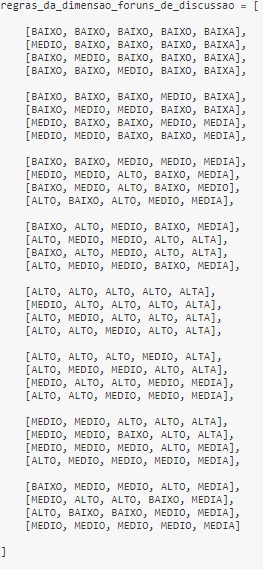 regras_da_dimensao_foruns_de_discussao = [
[BAIXO, BAIXO, BAIXO, BAIXO, BAIXA],
[MEDIO, BAIXO, BAIXO, BAIXO, BAIXA],
[BAIXO, MEDIO, BAIXO, BAIXO, BAIXA],
[BAIXO, BAIXO, MEDIO, BAIXO, BAIXA],
[BAIXO, BAIXO, BAIXO, MEDIO, BAIXA],
[BAIXO, MEDIO, MEDIO, BAIXO, BAIXA],
[MEDIO, MEDIO, BAIXO, BAIXO, MEDIA],
[MEDIO, BAIXO, MEDIO, BAIXO, MEDIA],
[BAIXO, BAIXO, MEDIO, MEDIO, MEDIA],
[MEDIO, MEDIO, ALTO, BAIXO, MEDIA],
[BAIXO, MEDIO, ALTO, BAIXO, MEDIO],
[ALTO, BAIXO, ALTO, MEDIO, MEDIA],
[BAIXO, ALTO, MEDIO, BAIXO, MEDIA],
[ALTO, MEDIO, MEDIO, ALTO, ALTA],
[BAIXO, ALTO, MEDIO, ALTO, ALTA],
[ALTO, MEDIO, MEDIO, BAIXO, MEDIA],
[ALTO, ALTO, ALTO, ALTO, ALTA],
[MEDIO, ALTO, ALTO, ALTO, ALTA],
[ALTO, MEDIO, ALTO, ALTO, ALTA],
[ALTO, ALTO, MEDIO, ALTO, ALTA],
[ALTO, ALTO, ALTO, MEDIO, ALTA],
[ALTO, MEDIO, MEDIO, ALTO, ALTA],
[MEDIO, ALTO, ALTO, MEDIO, MEDIA],
[ALTO, ALTO, MEDIO, MEDIO, MEDIA],
[MEDIO, MEDIO, ALTO, ALTO, ALTA],
[MEDIO, MEDIO, BAIXO, ALTO, ALTA],
[MEDIO, MEDIO, MEDIO, ALTO, MEDIA],
[ALTO, MEDIO, MEDIO, MEDIO, MEDIA],
[BAIXO, MEDIO, MEDIO, ALTO, MEDIA],
[MEDIO, ALTO, ALTO, BAIXO, MEDIA],
[ALTO, BAIXO, BAIXO, MEDIO, MEDIA],
[MEDIO, MEDIO, MEDIO, MEDIO, MEDIA]
]